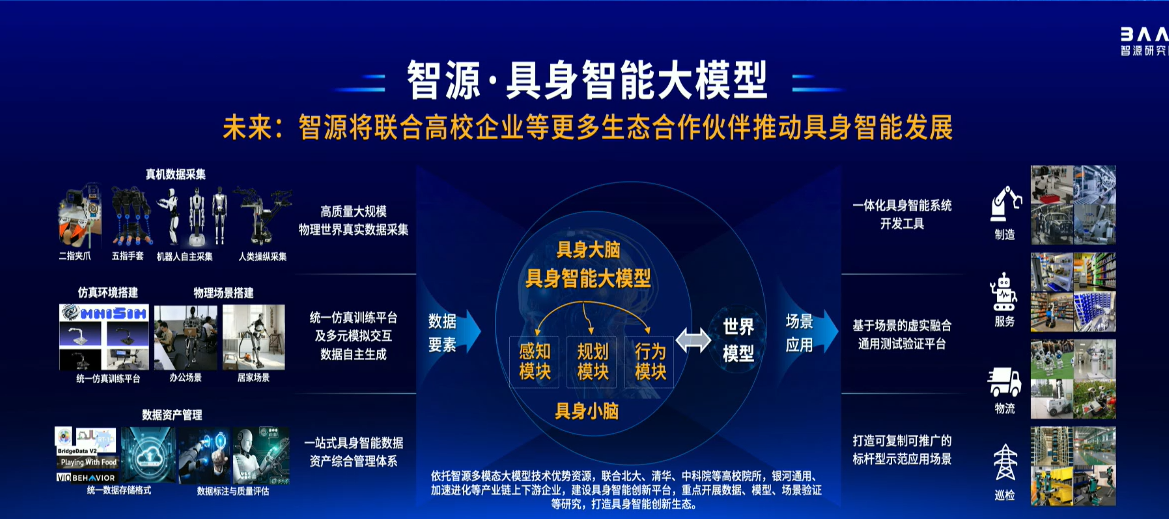 BAA
智源研究
智源·具身智能大模型
未来：智源将联合高校企业等更多生态合作伙伴推动具身智能发展
真机数据采集
二指夹爪
五指手套
机器人自主采集
人类操纵采集
高质量大规模
物理世界真实数据采集
仿真环境搭建
物理场景搭建
OMNISIM
统一仿真训练平台
办公场景
居家场景
统一仿真训练平台
及多元模拟交互
数据自主生成
数据资产管理
BridgeData V2
Playing With Food
BEHAVIOR
统一数据存储格式
数据标注与质量评估
一站式具身智能数据
资产综合管理体系
数据
要素
具身大脑
具身智能大模型
感知
模块
规划
模块
行为
模块
具身小脑
世界
模型
依托智源多模态大模型技术优势资源，联合北大、清华、中科院等高校院所，银河通用、
加速进化等产业链上下游企业，建设具身智能创新平台，重点开展数据、模型、场景验证
等研究，打造具身智能创新生态。
场景
应用
一体化具身智能系统
开发工具
基于场景的虚实融合
通用测试验证平台
打造可复制可推广的
标杆型示范应用场景
制造
服务
物流
巡检